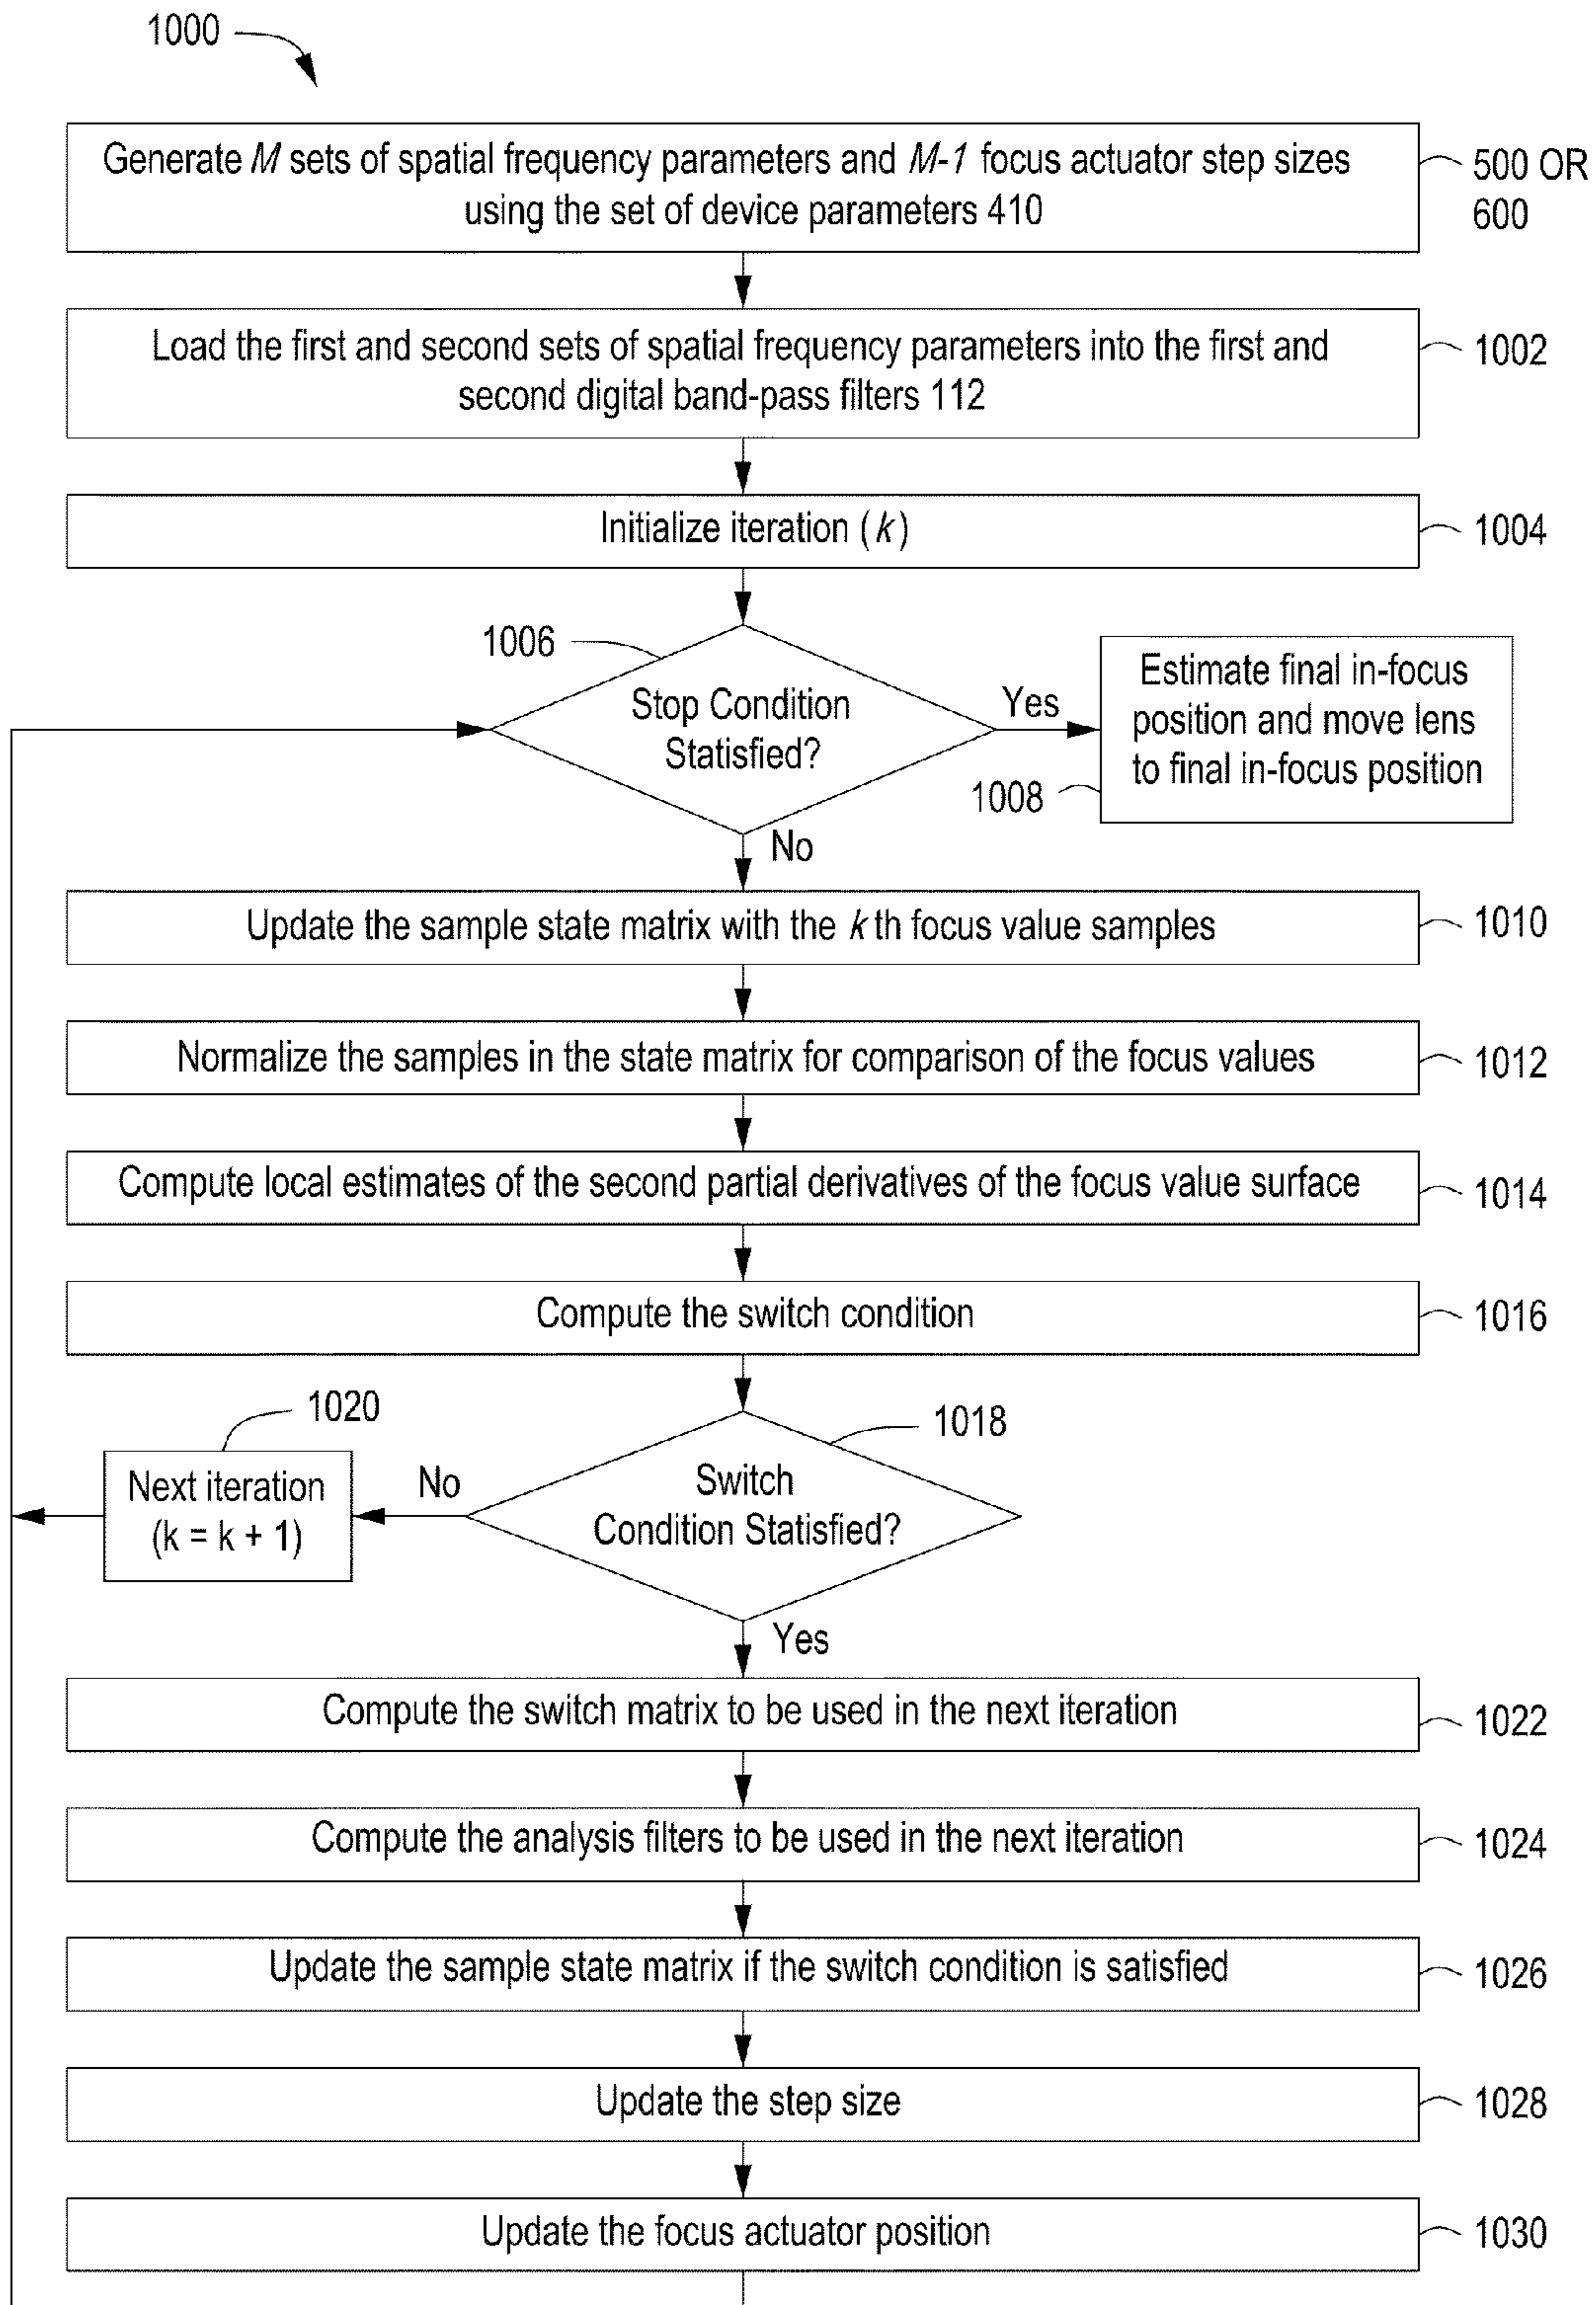 1000
Generate M sets of spatial frequency parameters and M-1 focus actuator step sizes
using the set of device parameters 410
500 OR
600
Load the first and second sets of spatial frequency parameters into the first and
second digital band-pass filters 112
1002
Initialize iteration (k)
1004
1006
Stop Condition
Statisfied?
Yes
Estimate final in-focus
position and move lens
to final in-focus position
1008
No
Update the sample state matrix with the k th focus value samples
1010
Normalize the samples in the state matrix for comparison of the focus values
1012
Compute local estimates of the second partial derivatives of the focus value surface
1014
Compute the switch condition
1016
1018
Switch
Condition Statisfied?
No
1020
Next iteration
(k = k + 1)
Yes
Compute the switch matrix to be used in the next iteration
1022
Compute the analysis filters to be used in the next iteration
1024
Update the sample state matrix if the switch condition is satisfied
1026
Update the step size
1028
Update the focus actuator position
1030